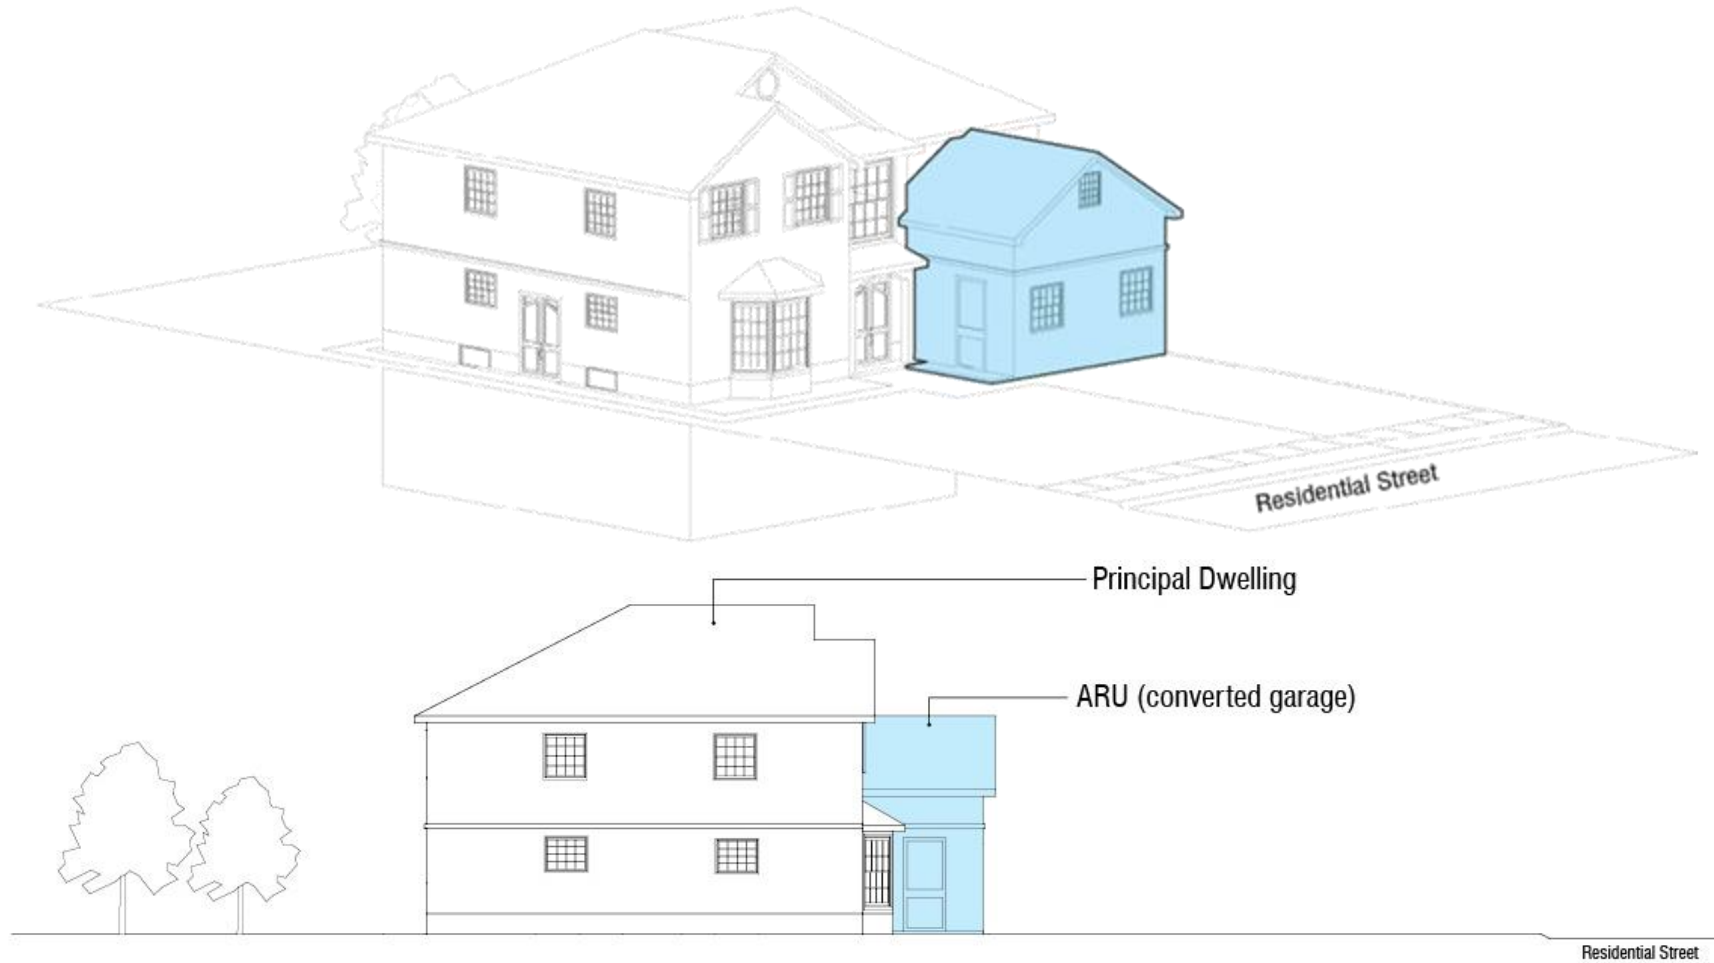 Residential Street
Principal Dwelling
ARU (converted garage)
Residential Street